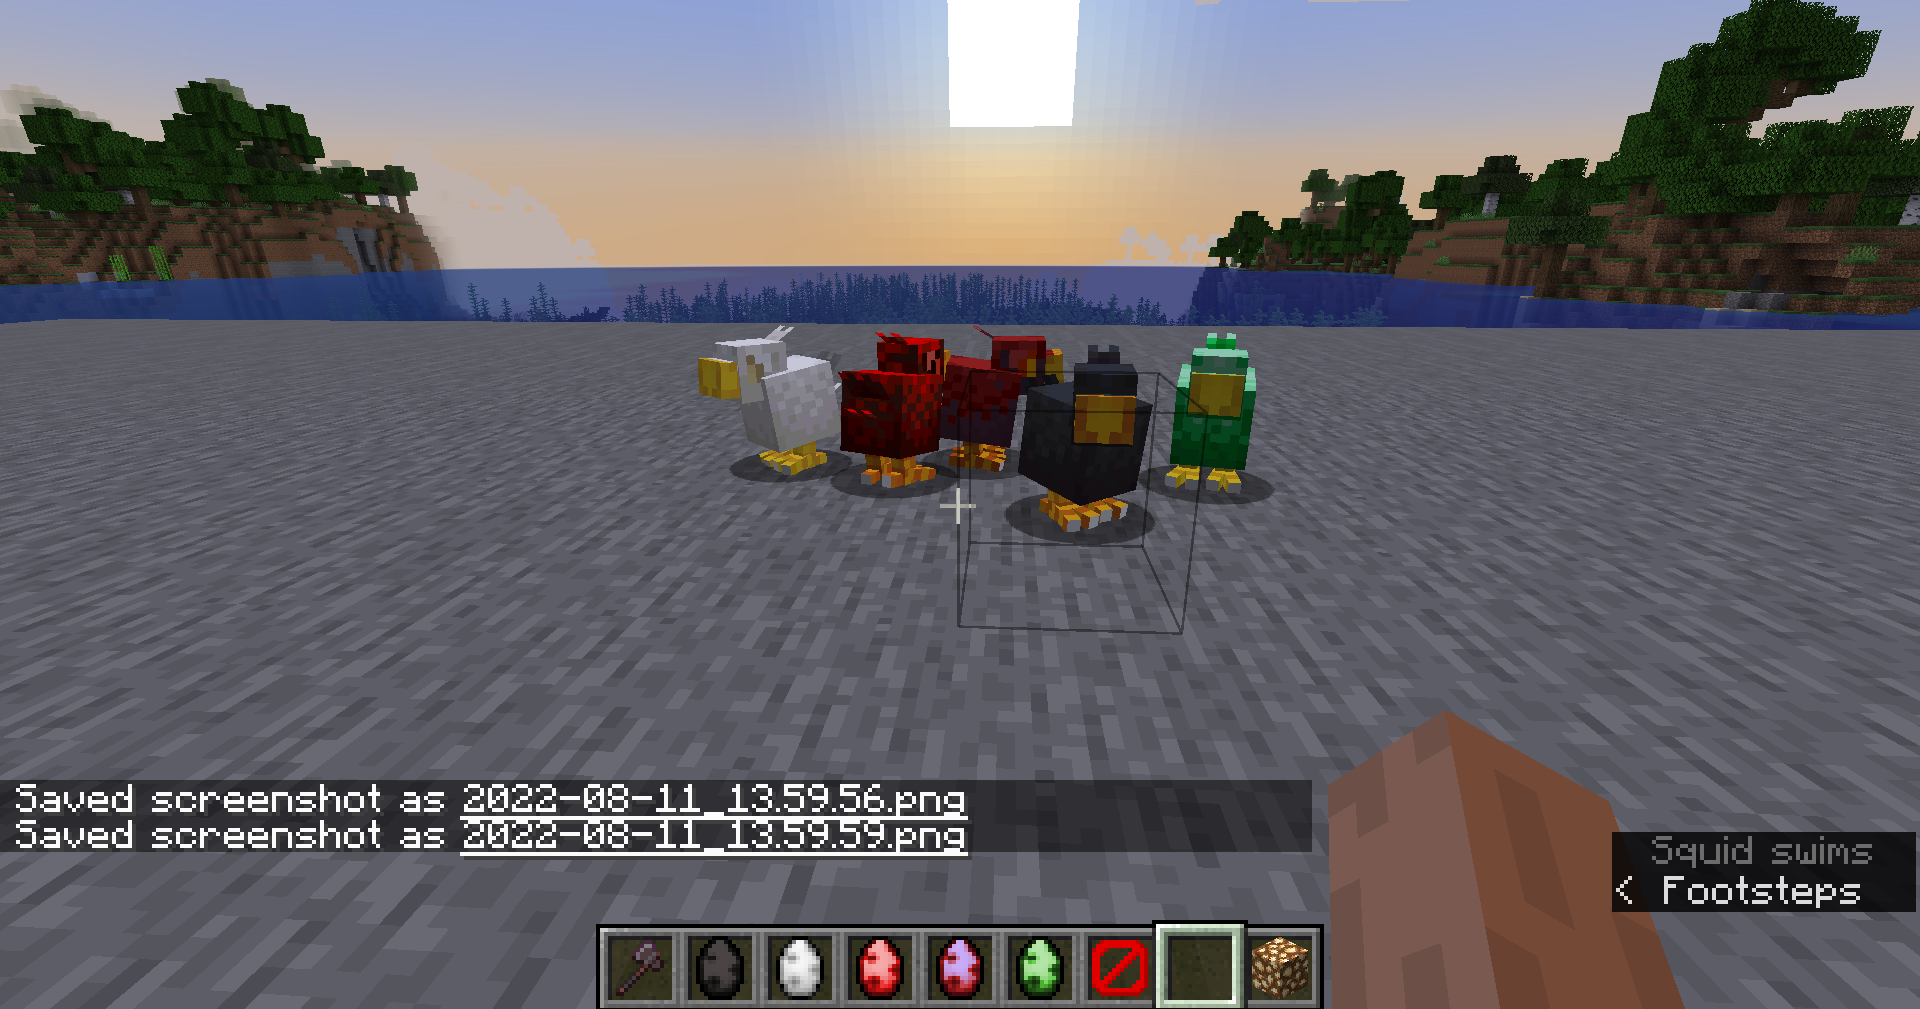 Saved screenshot as 2022-08-11_13.59.56.png
Saved screenshot as 2022-08-11_13.59.59.png
Squid swims
< Footsteps